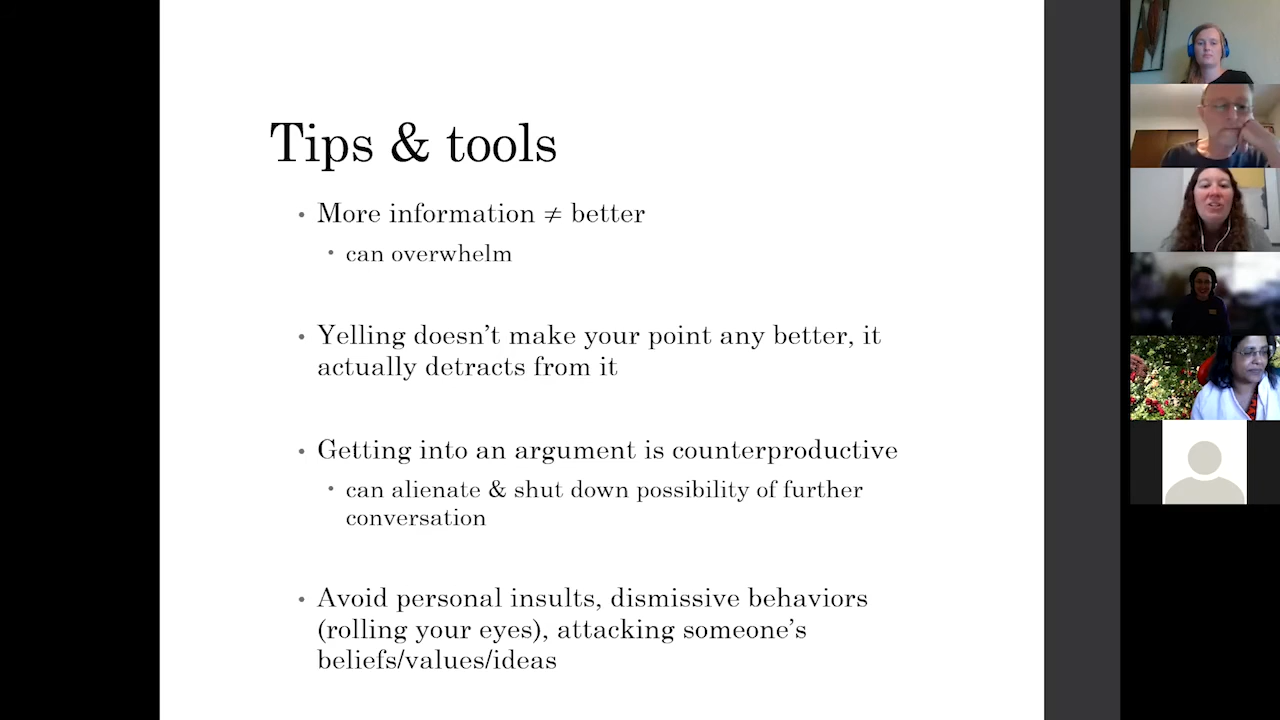 Tips & tools
• More information ≠ better
• can overwhelm
• Yelling doesn’t make your point any better, it
actually detracts from it
• Getting into an argument is counterproductive
• can alienate & shut down possibility of further
conversation
• Avoid personal insults, dismissive behaviors
(rolling your eyes), attacking someone’s
beliefs/values/ideas